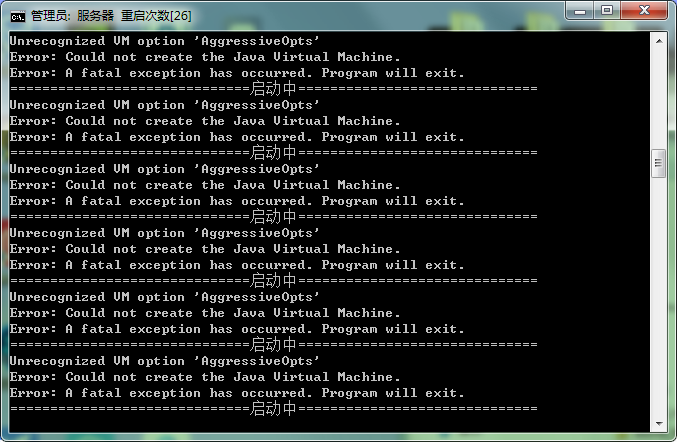 管理员: 服务器 重启次数[26]
Unrecognized VM option 'AggressiveOpts'
Error: Could not create the Java Virtual Machine.
Error: A fatal exception has occurred. Program will exit.
==============================启动中==============================
Unrecognized VM option 'AggressiveOpts'
Error: Could not create the Java Virtual Machine.
Error: A fatal exception has occurred. Program will exit.
==============================启动中==============================
Unrecognized VM option 'AggressiveOpts'
Error: Could not create the Java Virtual Machine.
Error: A fatal exception has occurred. Program will exit.
==============================启动中==============================
Unrecognized VM option 'AggressiveOpts'
Error: Could not create the Java Virtual Machine.
Error: A fatal exception has occurred. Program will exit.
==============================启动中==============================
Unrecognized VM option 'AggressiveOpts'
Error: Could not create the Java Virtual Machine.
Error: A fatal exception has occurred. Program will exit.
==============================启动中==============================
Unrecognized VM option 'AggressiveOpts'
Error: Could not create the Java Virtual Machine.
Error: A fatal exception has occurred. Program will exit.
==============================启动中==============================